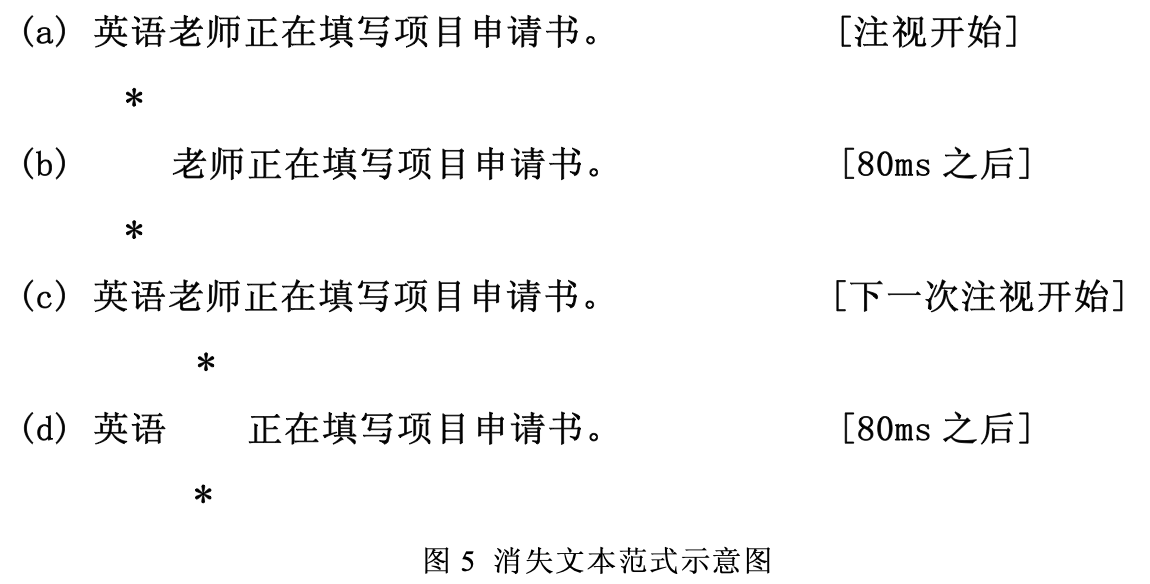 (a) 英语老师正在填写项目申请书。 [注视开始]
*
(b) 老师正在填写项目申请书。 [80ms 之后]
*
(c) 英语老师正在填写项目申请书。 [下一次注视开始]
*
(d) 英语 正在填写项目申请书。 [80ms 之后]
*
图 5 消失文本范式示意图